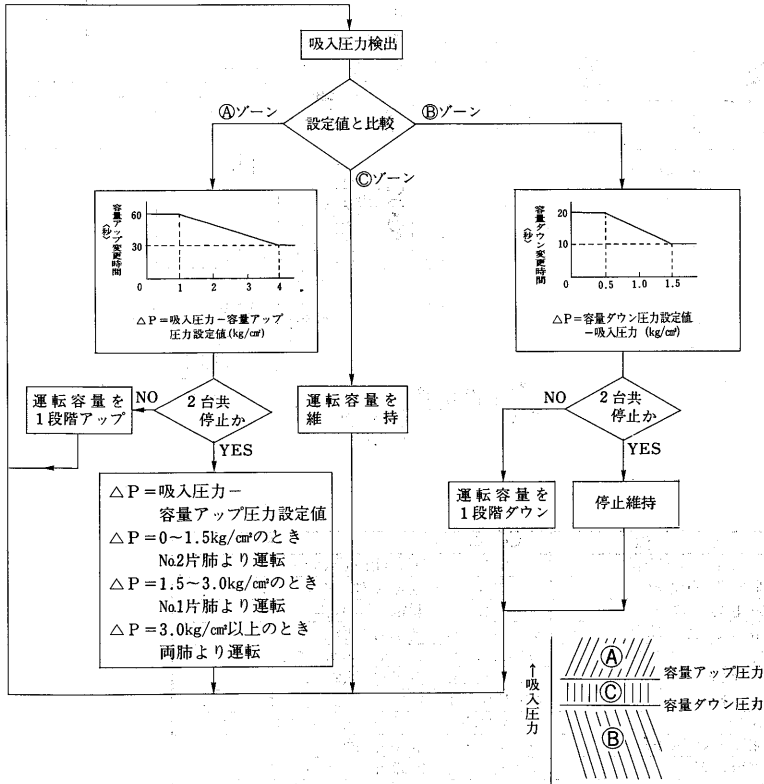 吸入圧力検出
設定値と比較
Ⓐゾーン
Ⓑゾーン
Ⓒゾーン
容量アップ変更時間
〈秒〉
60
30
0 1 2 3 4
△P＝吸入圧力－容量アップ
圧力設定値(kg/cm²)
容量ダウン変更時間
〈秒〉
20
10
0 0.5 1.0 1.5
△P＝容量ダウン圧力設定値
－吸入圧力 (kg/cm²)
2台共
停止か
NO
YES
運転容量を
1段階アップ
運転容量を
維持
2台共
停止か
NO
YES
運転容量を
1段階ダウン
停止維持
△P＝吸入圧力－
容量アップ圧力設定値
△P＝0～1.5kg/cm²のとき
No.2片肺より運転
△P＝1.5～3.0kg/cm²のとき
No.1片肺より運転
△P＝3.0kg/cm²以上のとき
両肺より運転
↑吸入圧力
Ⓐ
容量アップ圧力
Ⓒ
容量ダウン圧力
Ⓑ